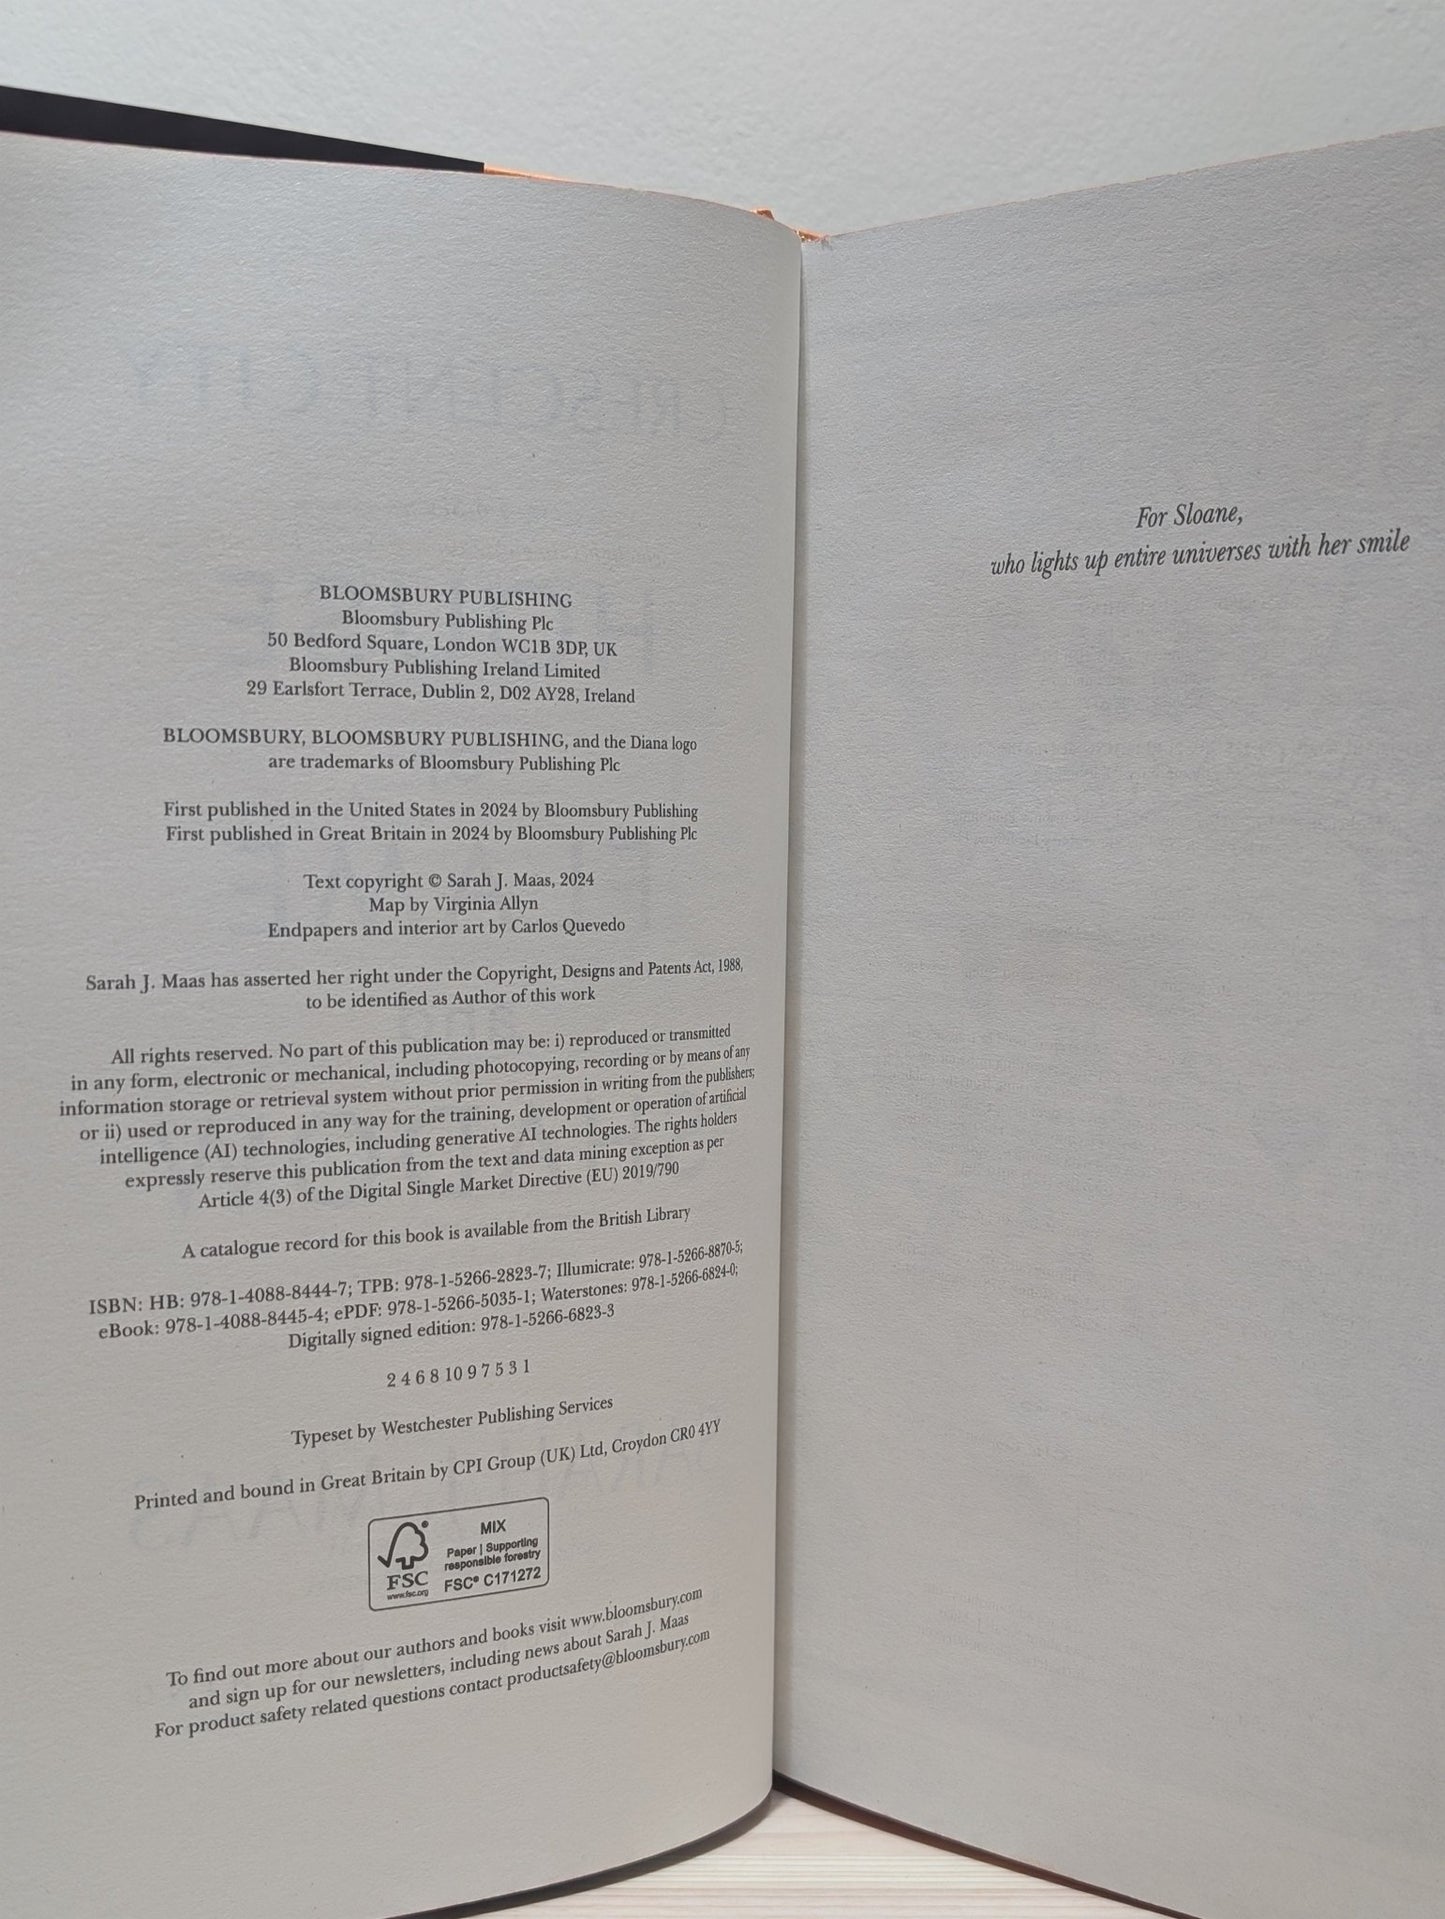 BLOOMSBURY PUBLISHING
Bloomsbury Publishing Plc
50 Bedford Square, London WC1B 3DP, UK
Bloomsbury Publishing Ireland Limited
29 Earlsfort Terrace, Dublin 2, D02 AY28, Ireland
BLOOMSBURY, BLOOMSBURY PUBLISHING, and the Diana logo
are trademarks of Bloomsbury Publishing Plc
First published in the United States in 2024 by Bloomsbury Publishing
First published in Great Britain in 2024 by Bloomsbury Publishing Plc
Text copyright © Sarah J. Maas, 2024
Map by Virginia Allyn
Endpapers and interior art by Carlos Quevedo
Sarah J. Maas has asserted her right under the Copyright, Designs and Patents Act, 1988,
to be identified as Author of this work
All rights reserved. No part of this publication may be: i) reproduced or transmitted
in any form, electronic or mechanical, including photocopying, recording or by means of any
information storage or retrieval system without prior permission in writing from the publishers;
or ii) used or reproduced in any way for the training, development or operation of artificial
intelligence (AI) technologies, including generative AI technologies. The rights holders
expressly reserve this publication from the text and data mining exception as per
Article 4(3) of the Digital Single Market Directive (EU) 2019/790
A catalogue record for this book is available from the British Library
ISBN: HB: 978-1-4088-8444-7; TPB: 978-1-5266-2823-7; Illumicrate: 978-1-5266-8870-5;
eBook: 978-1-4088-8445-4; ePDF: 978-1-5266-5035-1; Waterstones: 978-1-5266-6824-0;
Digitally signed edition: 978-1-5266-6823-3
2 4 6 8 10 9 7 5 3 1
Typeset by Westchester Publishing Services
Printed and bound in Great Britain by CPI Group (UK) Ltd, Croydon CR0 4YY
FSC
www.fsc.org
MIX
Paper | Supporting
responsible forestry
FSC® C171272
To find out more about our authors and books visit www.bloomsbury.com
and sign up for our newsletters, including news about Sarah J. Maas
For product safety related questions contact productsafety@bloomsbury.com
For Sloane,
who lights up entire universes with her smile